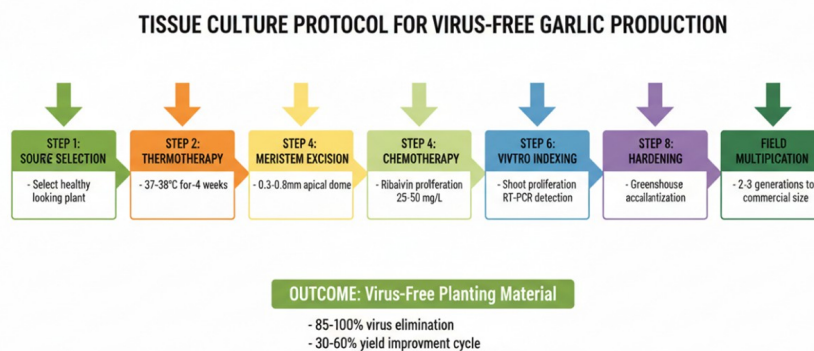 TISSUE CULTURE PROTOCOL FOR VIRUS-FREE GARLIC PRODUCTION
STEP 1:
SOURE SELECTION
- Select healthy
looking plant
STEP 2:
THERMOTHERAPY
- 37-38°C for-4 weeks
STEP 4:
MERISTEM EXCISION
- 0.3-0.8mm apical dome
STEP 4:
CHEMOTHERAPY
- Ribaivin prolferation
25-50 mg/L
STEP 6:
VIVTRO INDEXING
- Shoot proliferation
RT-PCR detection
STEP 8:
HARDENING
- Greenshouse
accallantization
FIELD
MULTIPICATION
- 2-3 generations to
commercial size
OUTCOME: Virus-Free Planting Material
- 85-100% virus elimination
- 30-60% yield improvment cycle